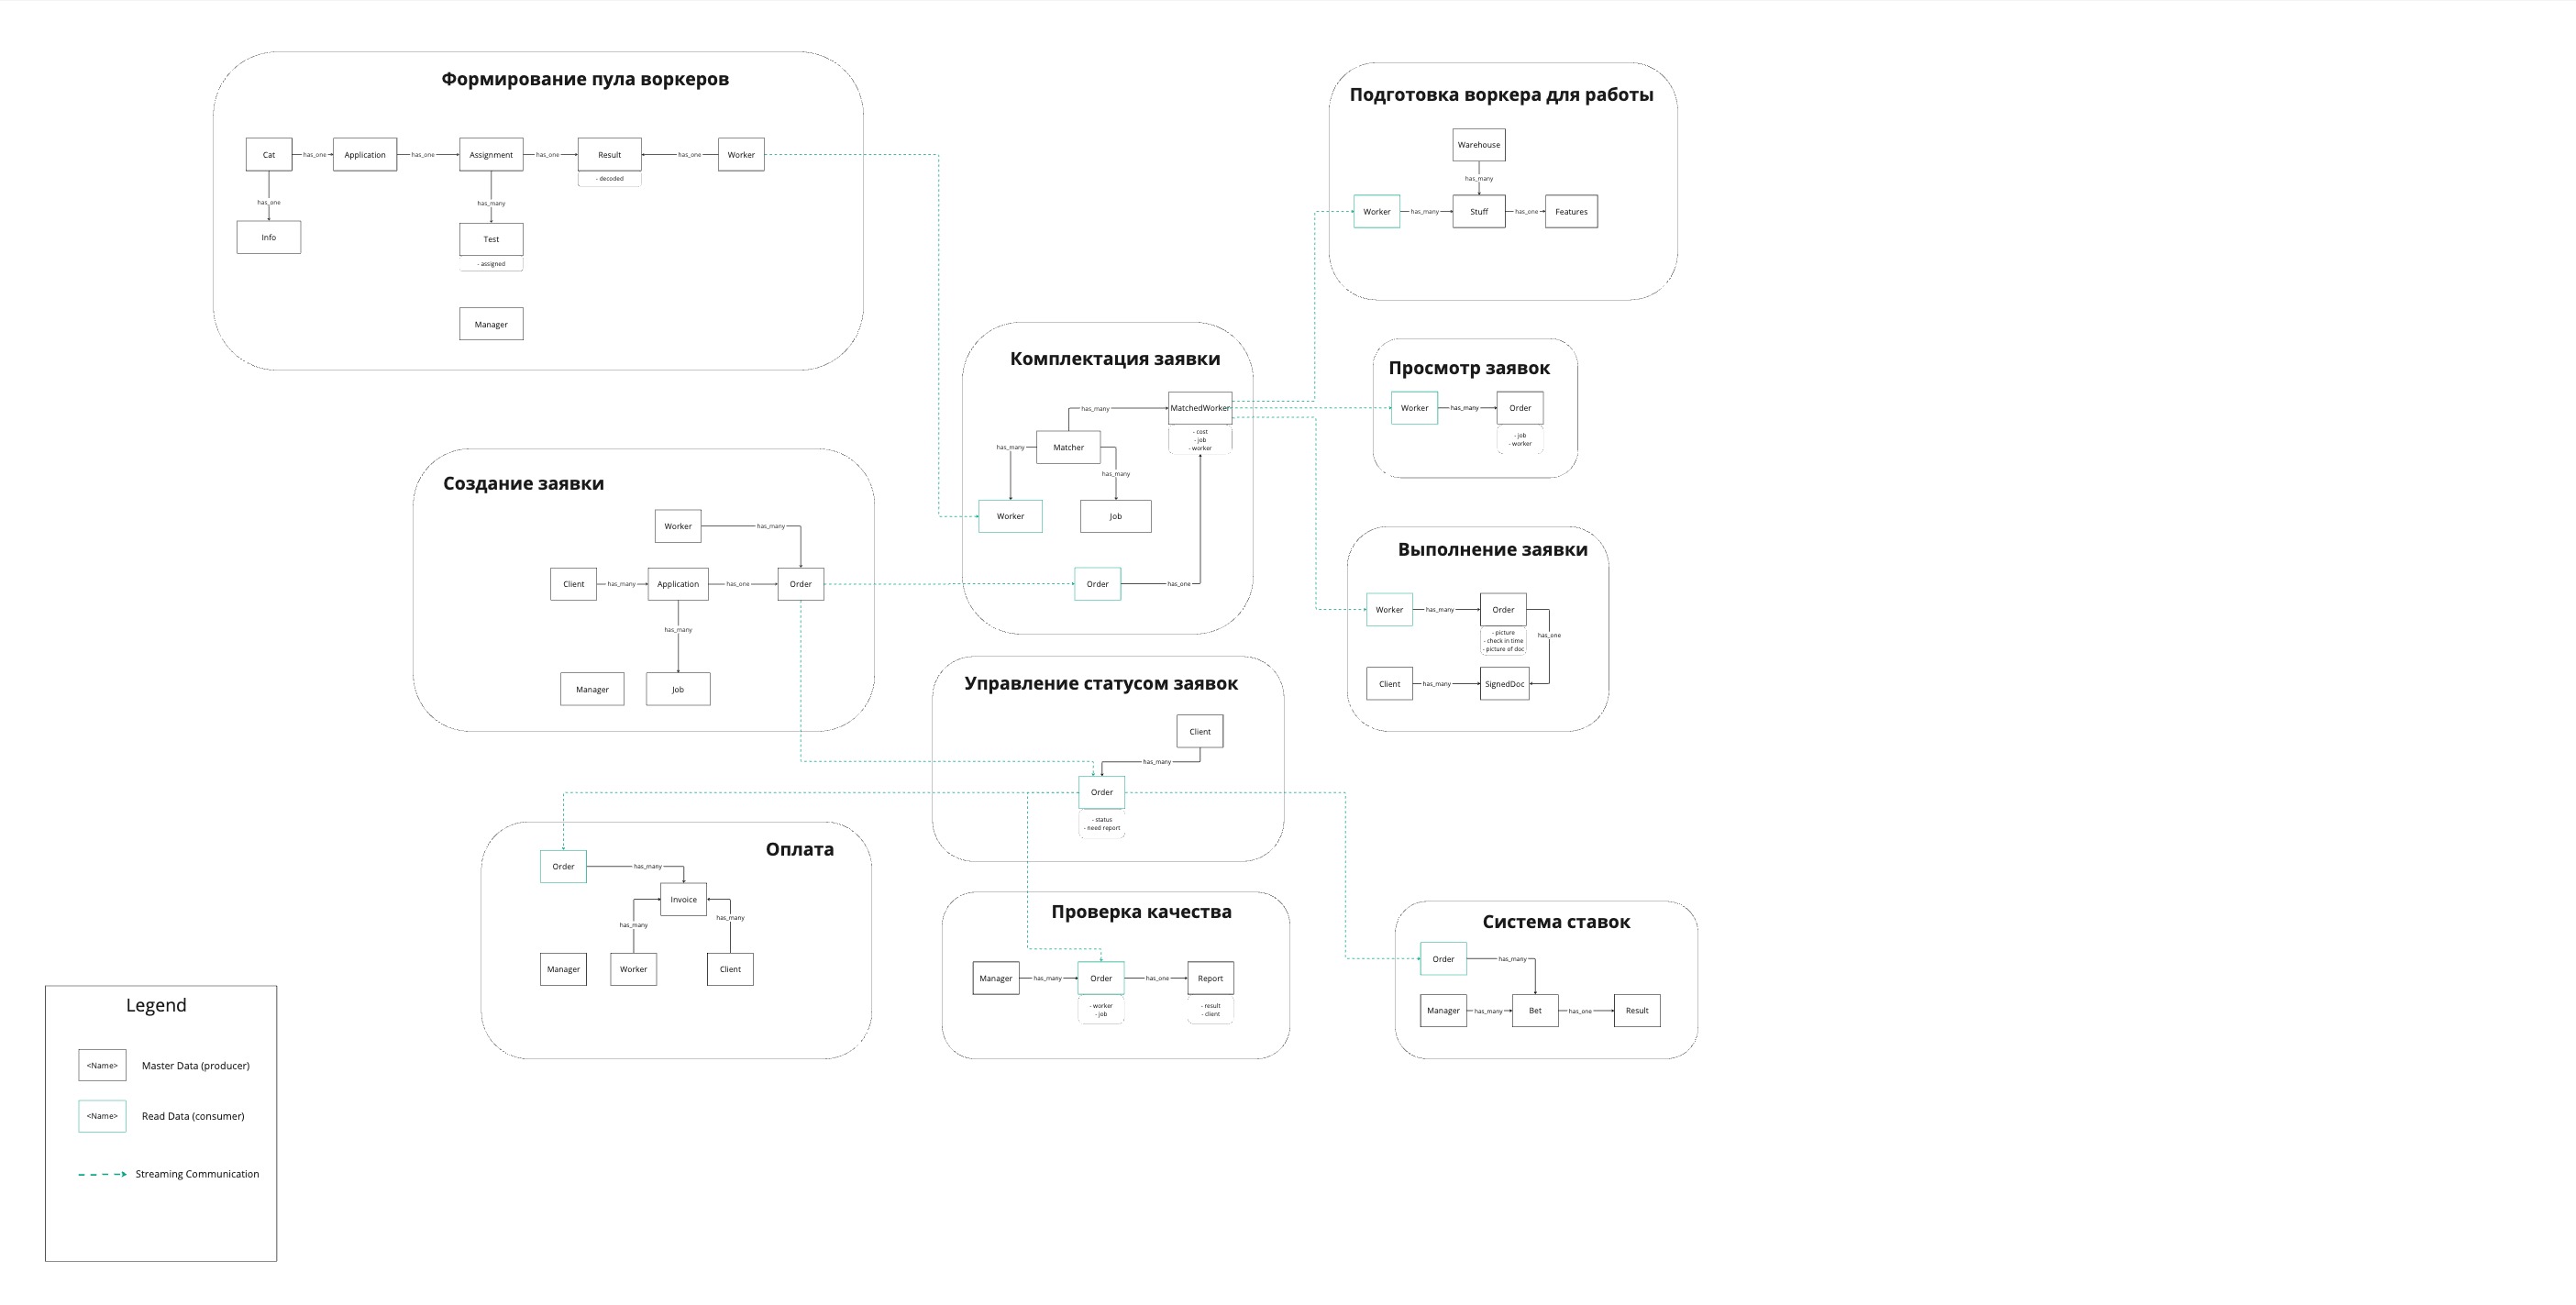 Формирование пула воркеров
Cat
has_one
Application
has_one
Assignment
has_one
Result
- decoded
has_one
Worker
has_one
Info
has_many
Test
- assigned
Manager
Подготовка воркера для работы
Warehouse
has_many
Worker
has_many
Stuff
has_one
Features
Комплектация заявки
has_many
MatchedWorker
- cost
- job
- worker
has_many
Matcher
has_many
Worker
Job
Order
has_one
Просмотр заявок
Worker
has_many
Order
- job
- worker
Создание заявки
Worker
has_many
Client
has_many
Application
has_one
Order
has_many
Manager
Job
Выполнение заявки
Worker
has_many
Order
- picture
- check in time
- picture of doc
has_one
Client
has_many
SignedDoc
Управление статусом заявок
Client
has_many
Order
- status
- need report
Оплата
Order
has_many
Invoice
has_many
has_many
Manager
Worker
Client
Проверка качества
Manager
has_many
Order
- worker
- job
has_one
Report
- result
- client
Система ставок
Order
has_many
Manager
has_many
Bet
has_one
Result
Legend
<Name>
Master Data (producer)
<Name>
Read Data (consumer)
Streaming Communication